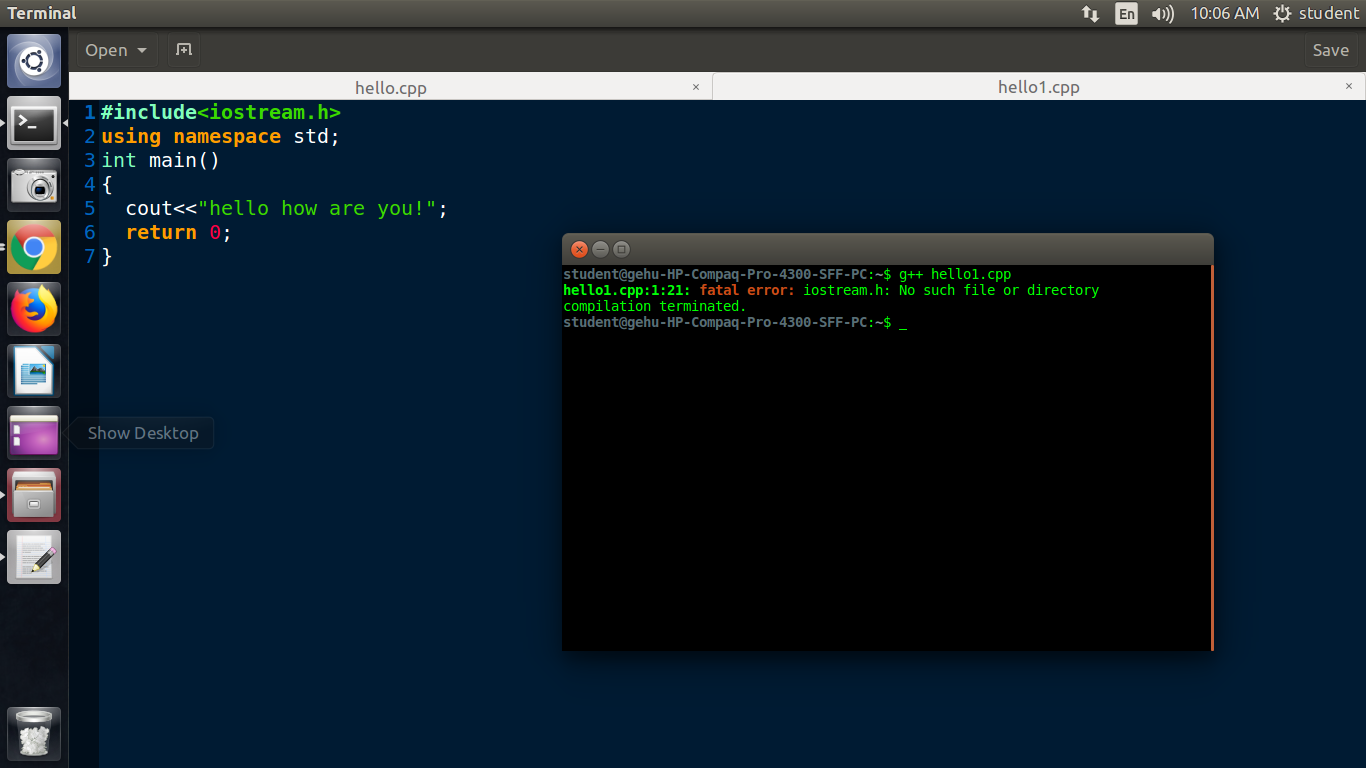 Terminal
En
10:06 AM
student
Open
Save
hello.cpp
×
hello1.cpp
×
1 #include<iostream.h>
2 using namespace std;
3 int main()
4 {
5   cout<<"hello how are you!";
6   return 0;
7 }
student@gehu-HP-Compaq-Pro-4300-SFF-PC:~$ g++ hello1.cpp
hello1.cpp:1:21: fatal error: iostream.h: No such file or directory
compilation terminated.
student@gehu-HP-Compaq-Pro-4300-SFF-PC:~$ _
Show Desktop